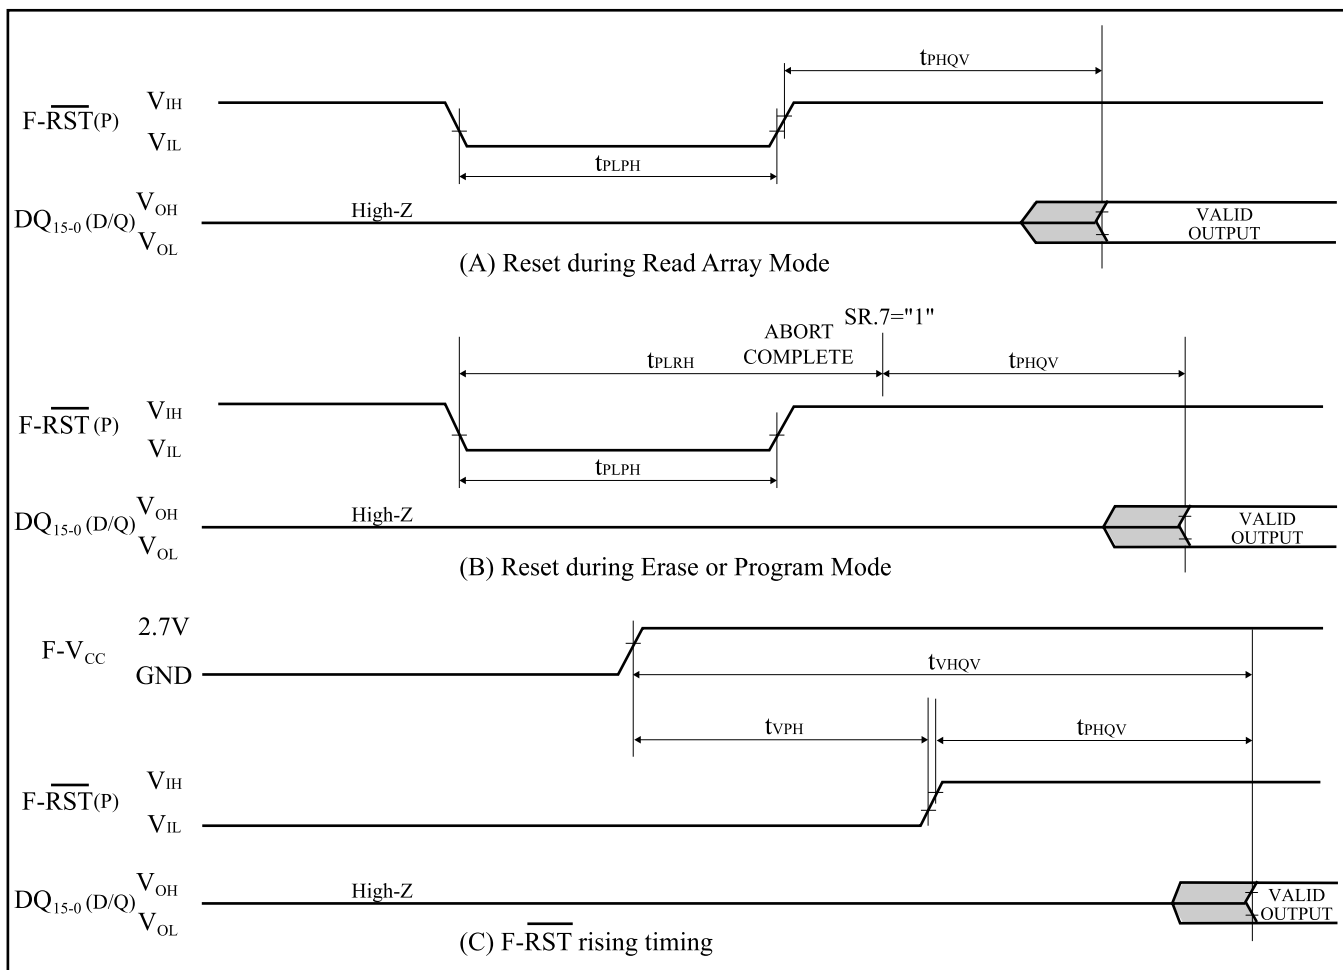 tPHQV
VIH
F-RST(P)
VIL
tPLPH
VOH
DQ15-0 (D/Q)
High-Z
VALID
OUTPUT
VOL
(A) Reset during Read Array Mode
SR.7="1"
ABORT
COMPLETE
tPLRH
tPHQV
VIH
F-RST (P)
VIL
tPLPH
VOH
DQ15-0 (D/Q)
High-Z
VALID
OUTPUT
VOL
(B) Reset during Erase or Program Mode
2.7V
F-VCC
GND
tVHQV
tVPH
tPHQV
VIH
F-RST(P)
VIL
VOH
DQ15-0 (D/Q)
High-Z
VALID
OUTPUT
VOL
(C) F-RST rising timing